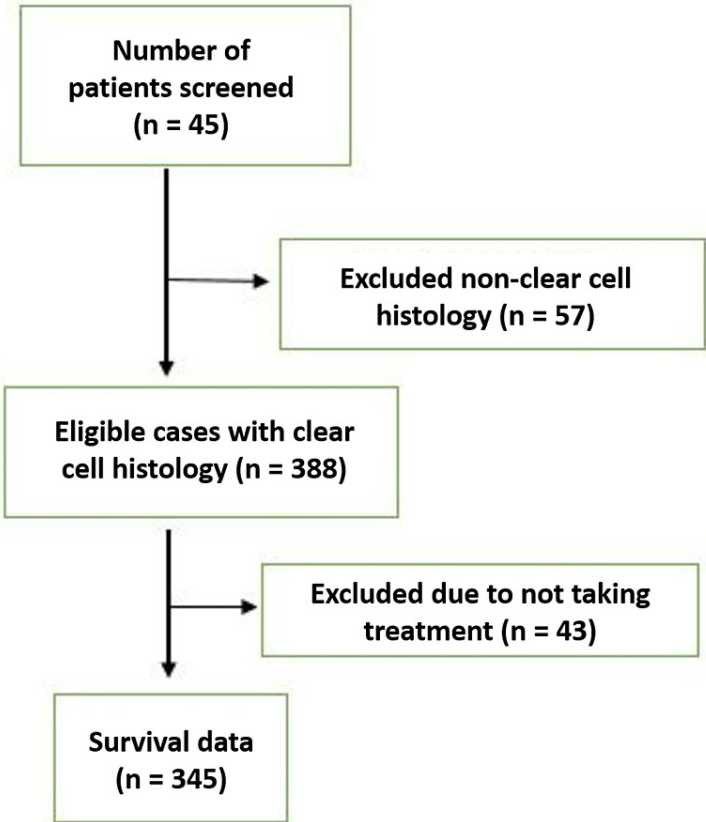 Number of
patients screened
(n = 45)
Excluded non-clear cell
histology (n = 57)
Eligible cases with clear
cell histology (n = 388)
Excluded due to not taking
treatment (n = 43)
Survival data
(n = 345)